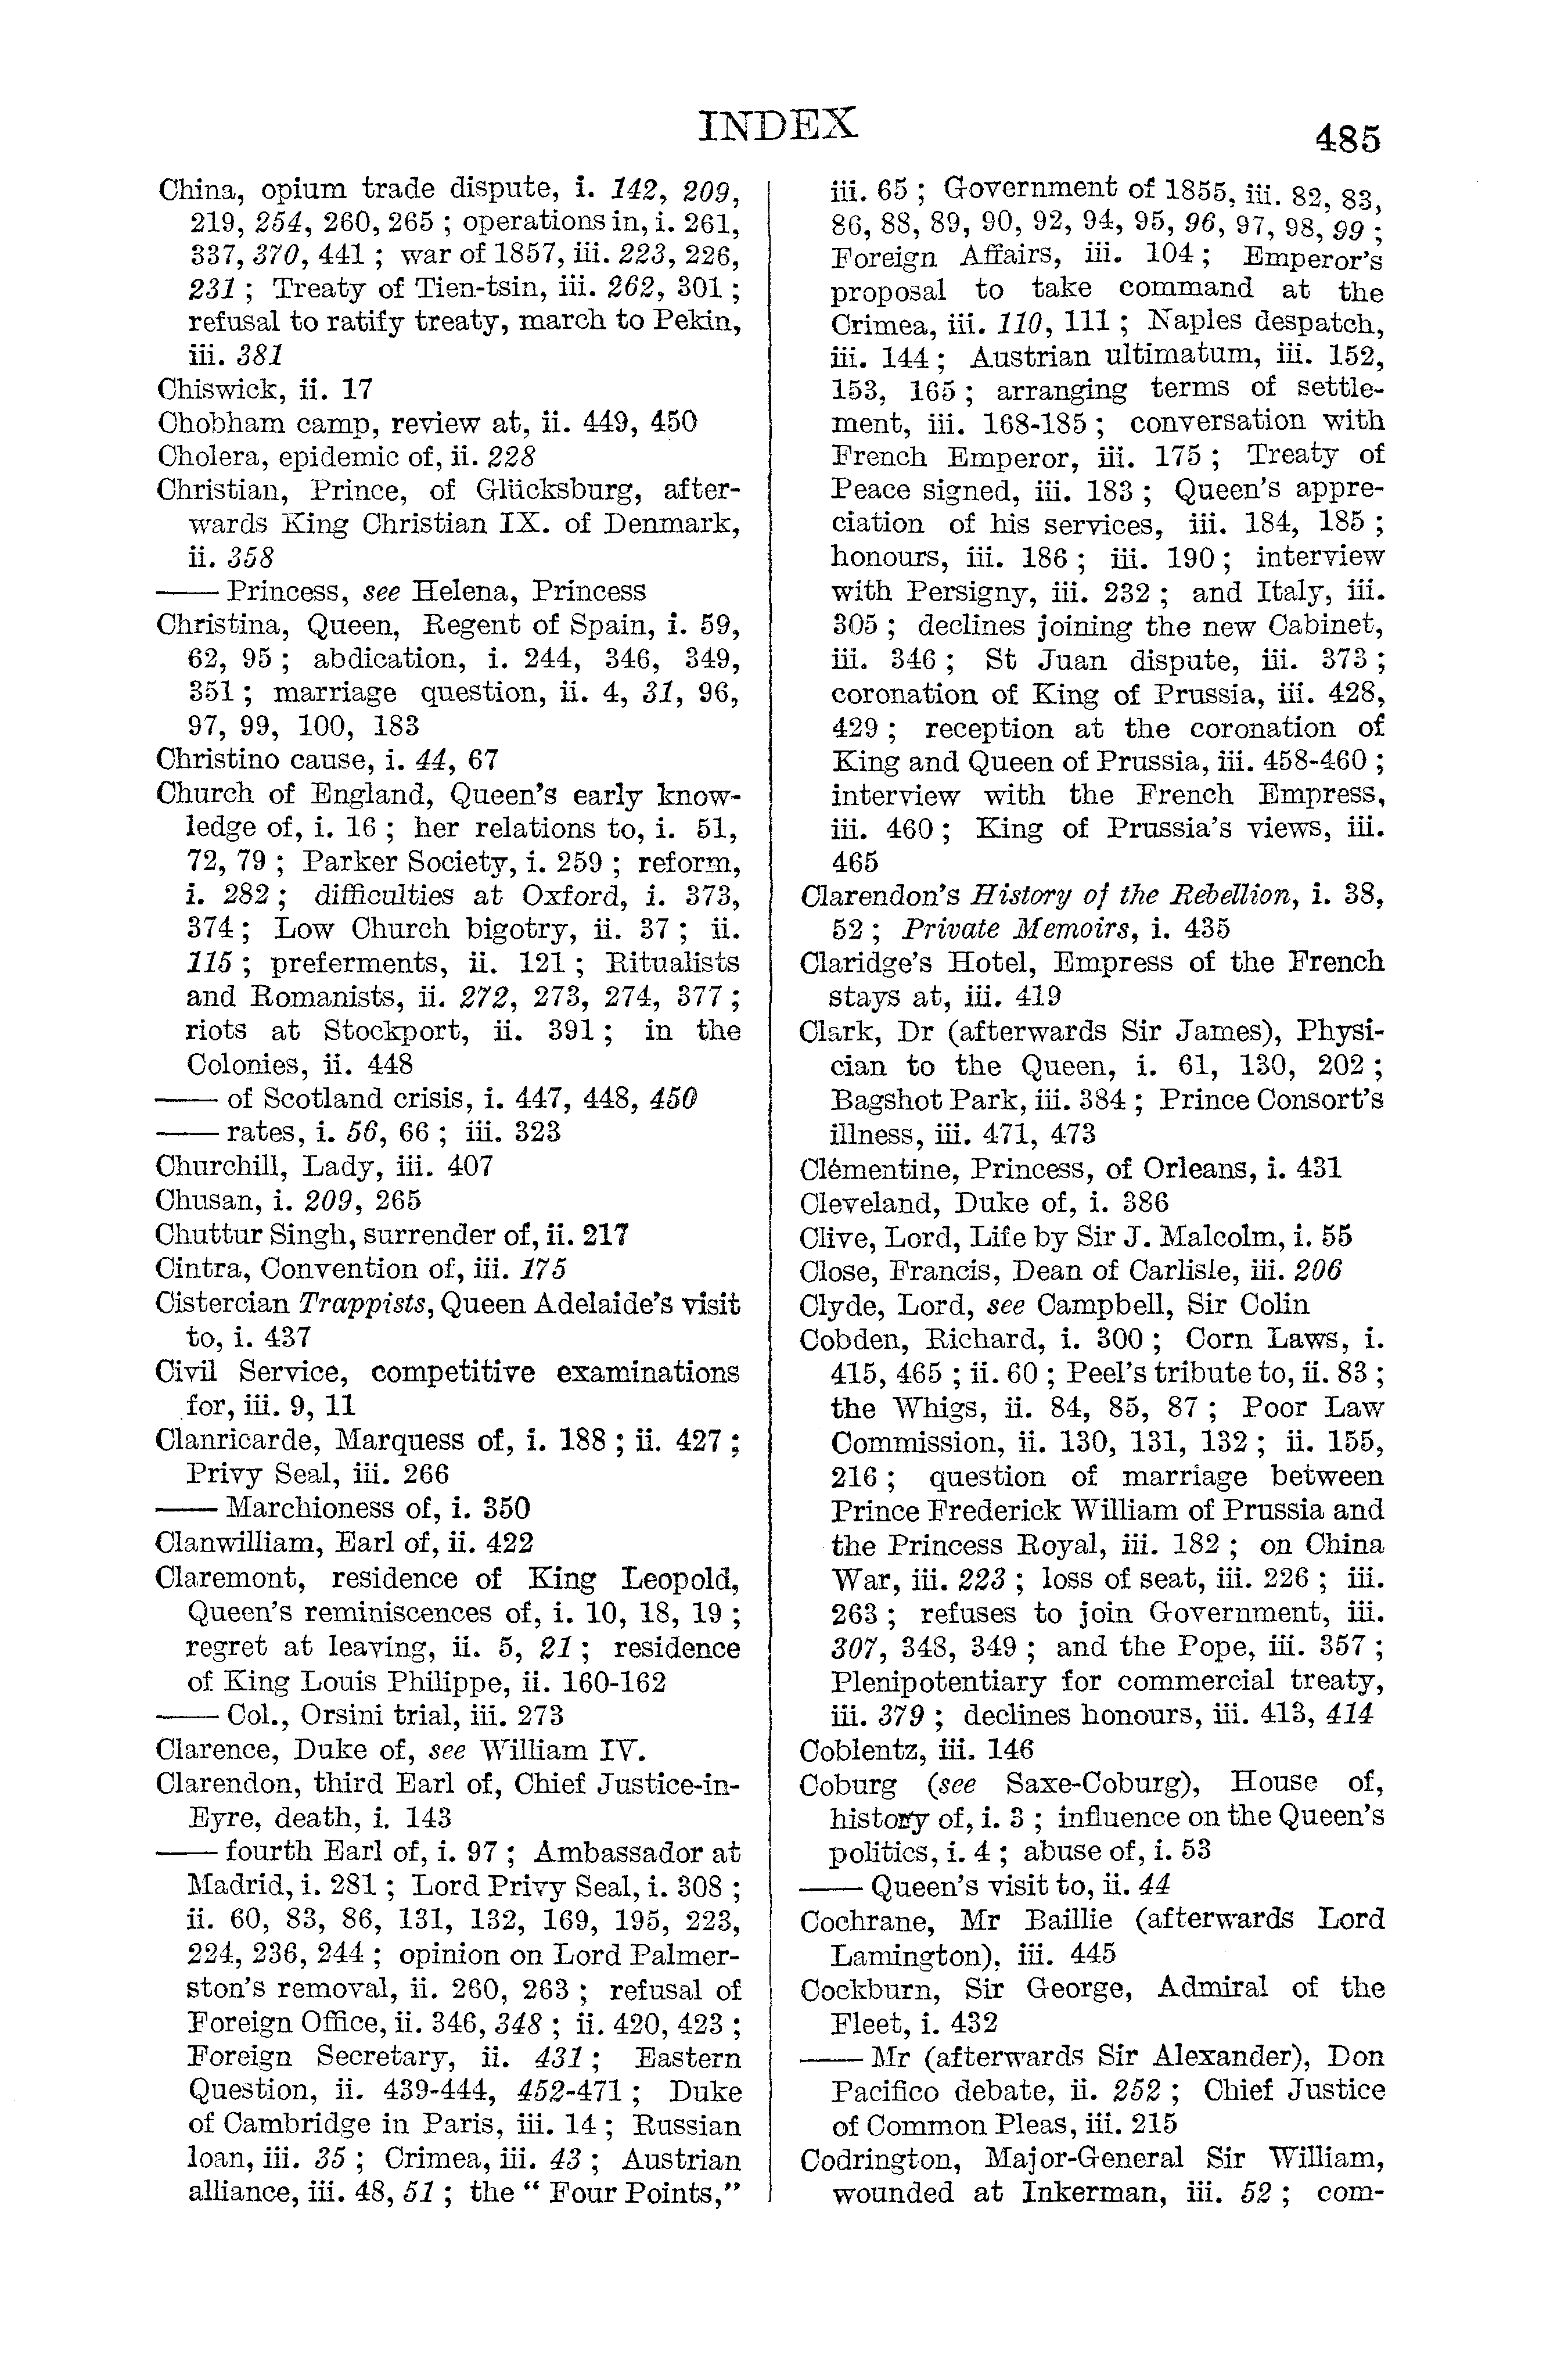 INDEX
485
China, opium trade dispute, i. 142, 209,
219, 254, 260, 265 ; operations in, i. 261,
337, 370, 441 ; war of 1857, iii. 223, 226,
231 ; Treaty of Tien-tsin, iii. 262, 301 ;
refusal to ratify treaty, march to Pekin,
iii. 381
Chiswick, ii. 17
Chobham camp, review at, ii. 449, 450
Cholera, epidemic of, ii. 228
Christian, Prince, of Glücksburg, after-
wards King Christian IX. of Denmark,
ii. 358
—— Princess, see Helena, Princess
Christina, Queen, Regent of Spain, i. 59,
62, 95 ; abdication, i. 244, 346, 349,
351 ; marriage question, ii. 4, 31, 96,
97, 99, 100, 183
Christino cause, i. 44, 67
Church of England, Queen's early know-
ledge of, i. 16 ; her relations to, i. 51,
72, 79 ; Parker Society, i. 259 ; reform,
i. 282 ; difficulties at Oxford, i. 373,
374 ; Low Church bigotry, ii. 37 ; ii.
115 ; preferments, ii. 121 ; Ritualists
and Romanists, ii. 272, 273, 274, 377 ;
riots at Stockport, ii. 391 ; in the
Colonies, ii. 448
—— of Scotland crisis, i. 447, 448, 450
—— rates, i. 56, 66 ; iii. 323
Churchill, Lady, iii. 407
Chusan, i. 209, 265
Chuttur Singh, surrender of, ii. 217
Cintra, Convention of, iii. 175
Cistercian Trappists, Queen Adelaide's visit
to, i. 437
Civil Service, competitive examinations
for, iii. 9, 11
Clanricarde, Marquess of, i. 188 ; ii. 427 ;
Privy Seal, iii. 266
—— Marchioness of, i. 350
Clanwilliam, Earl of, ii. 422
Claremont, residence of King Leopold,
Queen's reminiscences of, i. 10, 18, 19 ;
regret at leaving, ii. 5, 21 ; residence
of King Louis Philippe, ii. 160-162
—— Col., Orsini trial, iii. 273
Clarence, Duke of, see William IV.
Clarendon, third Earl of, Chief Justice-in-
Eyre, death, i. 143
—— fourth Earl of, i. 97 ; Ambassador at
Madrid, i. 281 ; Lord Privy Seal, i. 308 ;
ii. 60, 83, 86, 131, 132, 169, 195, 223,
224, 236, 244 ; opinion on Lord Palmer-
ston's removal, ii. 260, 263 ; refusal of
Foreign Office, ii. 346, 348 ; ii. 420, 423 ;
Foreign Secretary, ii. 431 ; Eastern
Question, ii. 439-444, 452-471 ; Duke
of Cambridge in Paris, iii. 14 ; Russian
loan, iii. 35 ; Crimea, iii. 43 ; Austrian
alliance, iii. 48, 51 ; the " Four Points,"
iii. 65 ; Government of 1855, iii. 82, 83,
86, 88, 89, 90, 92, 94, 95, 96, 97, 98, 99 ;
Foreign Affairs, iii. 104 ; Emperor's
proposal to take command at the
Crimea, iii. 110, 111 ; Naples despatch,
iii. 144 ; Austrian ultimatum, iii. 152,
153, 165 ; arranging terms of settle-
ment, iii. 168-185 ; conversation with
French Emperor, iii. 175 ; Treaty of
Peace signed, iii. 183 ; Queen's appre-
ciation of his services, iii. 184, 185 ;
honours, iii. 186 ; iii. 190 ; interview
with Persigny, iii. 232 ; and Italy, iii.
305 ; declines joining the new Cabinet,
iii. 346 ; St Juan dispute, iii. 373 ;
coronation of King of Prussia, iii. 428,
429 ; reception at the coronation of
King and Queen of Prussia, iii. 458-460 ;
interview with the French Empress,
iii. 460 ; King of Prussia's views, iii.
465
Clarendon's History of the Rebellion, i. 38,
52 ; Private Memoirs, i. 435
Claridge's Hotel, Empress of the French
stays at, iii. 419
Clark, Dr (afterwards Sir James), Physi-
cian to the Queen, i. 61, 130, 202 ;
Bagshot Park, iii. 384 ; Prince Consort's
illness, iii. 471, 473
Clémentine, Princess, of Orleans, i. 431
Cleveland, Duke of, i. 386
Clive, Lord, Life by Sir J. Malcolm, i. 55
Close, Francis, Dean of Carlisle, iii. 206
Clyde, Lord, see Campbell, Sir Colin
Cobden, Richard, i. 300 ; Corn Laws, i.
415, 465 ; ii. 60 ; Peel's tribute to, ii. 83 ;
the Whigs, ii. 84, 85, 87 ; Poor Law
Commission, ii. 130, 131, 132 ; ii. 155,
216 ; question of marriage between
Prince Frederick William of Prussia and
the Princess Royal, iii. 182 ; on China
War, iii. 223 ; loss of seat, iii. 226 ; iii.
263 ; refuses to join Government, iii.
307, 348, 349 ; and the Pope, iii. 357 ;
Plenipotentiary for commercial treaty,
iii. 379 ; declines honours, iii. 413, 414
Coblentz, iii. 146
Coburg (see Saxe-Coburg), House of,
history of, i. 3 ; influence on the Queen's
politics, i. 4 ; abuse of, i. 53
—— Queen's visit to, ii. 44
Cochrane, Mr Baillie (afterwards Lord
Lamington), iii. 445
Cockburn, Sir George, Admiral of the
Fleet, i. 432
—— Mr (afterwards Sir Alexander), Don
Pacifico debate, ii. 252 ; Chief Justice
of Common Pleas, iii. 215
Codrington, Major-General Sir William,
wounded at Inkerman, iii. 52 ; com-